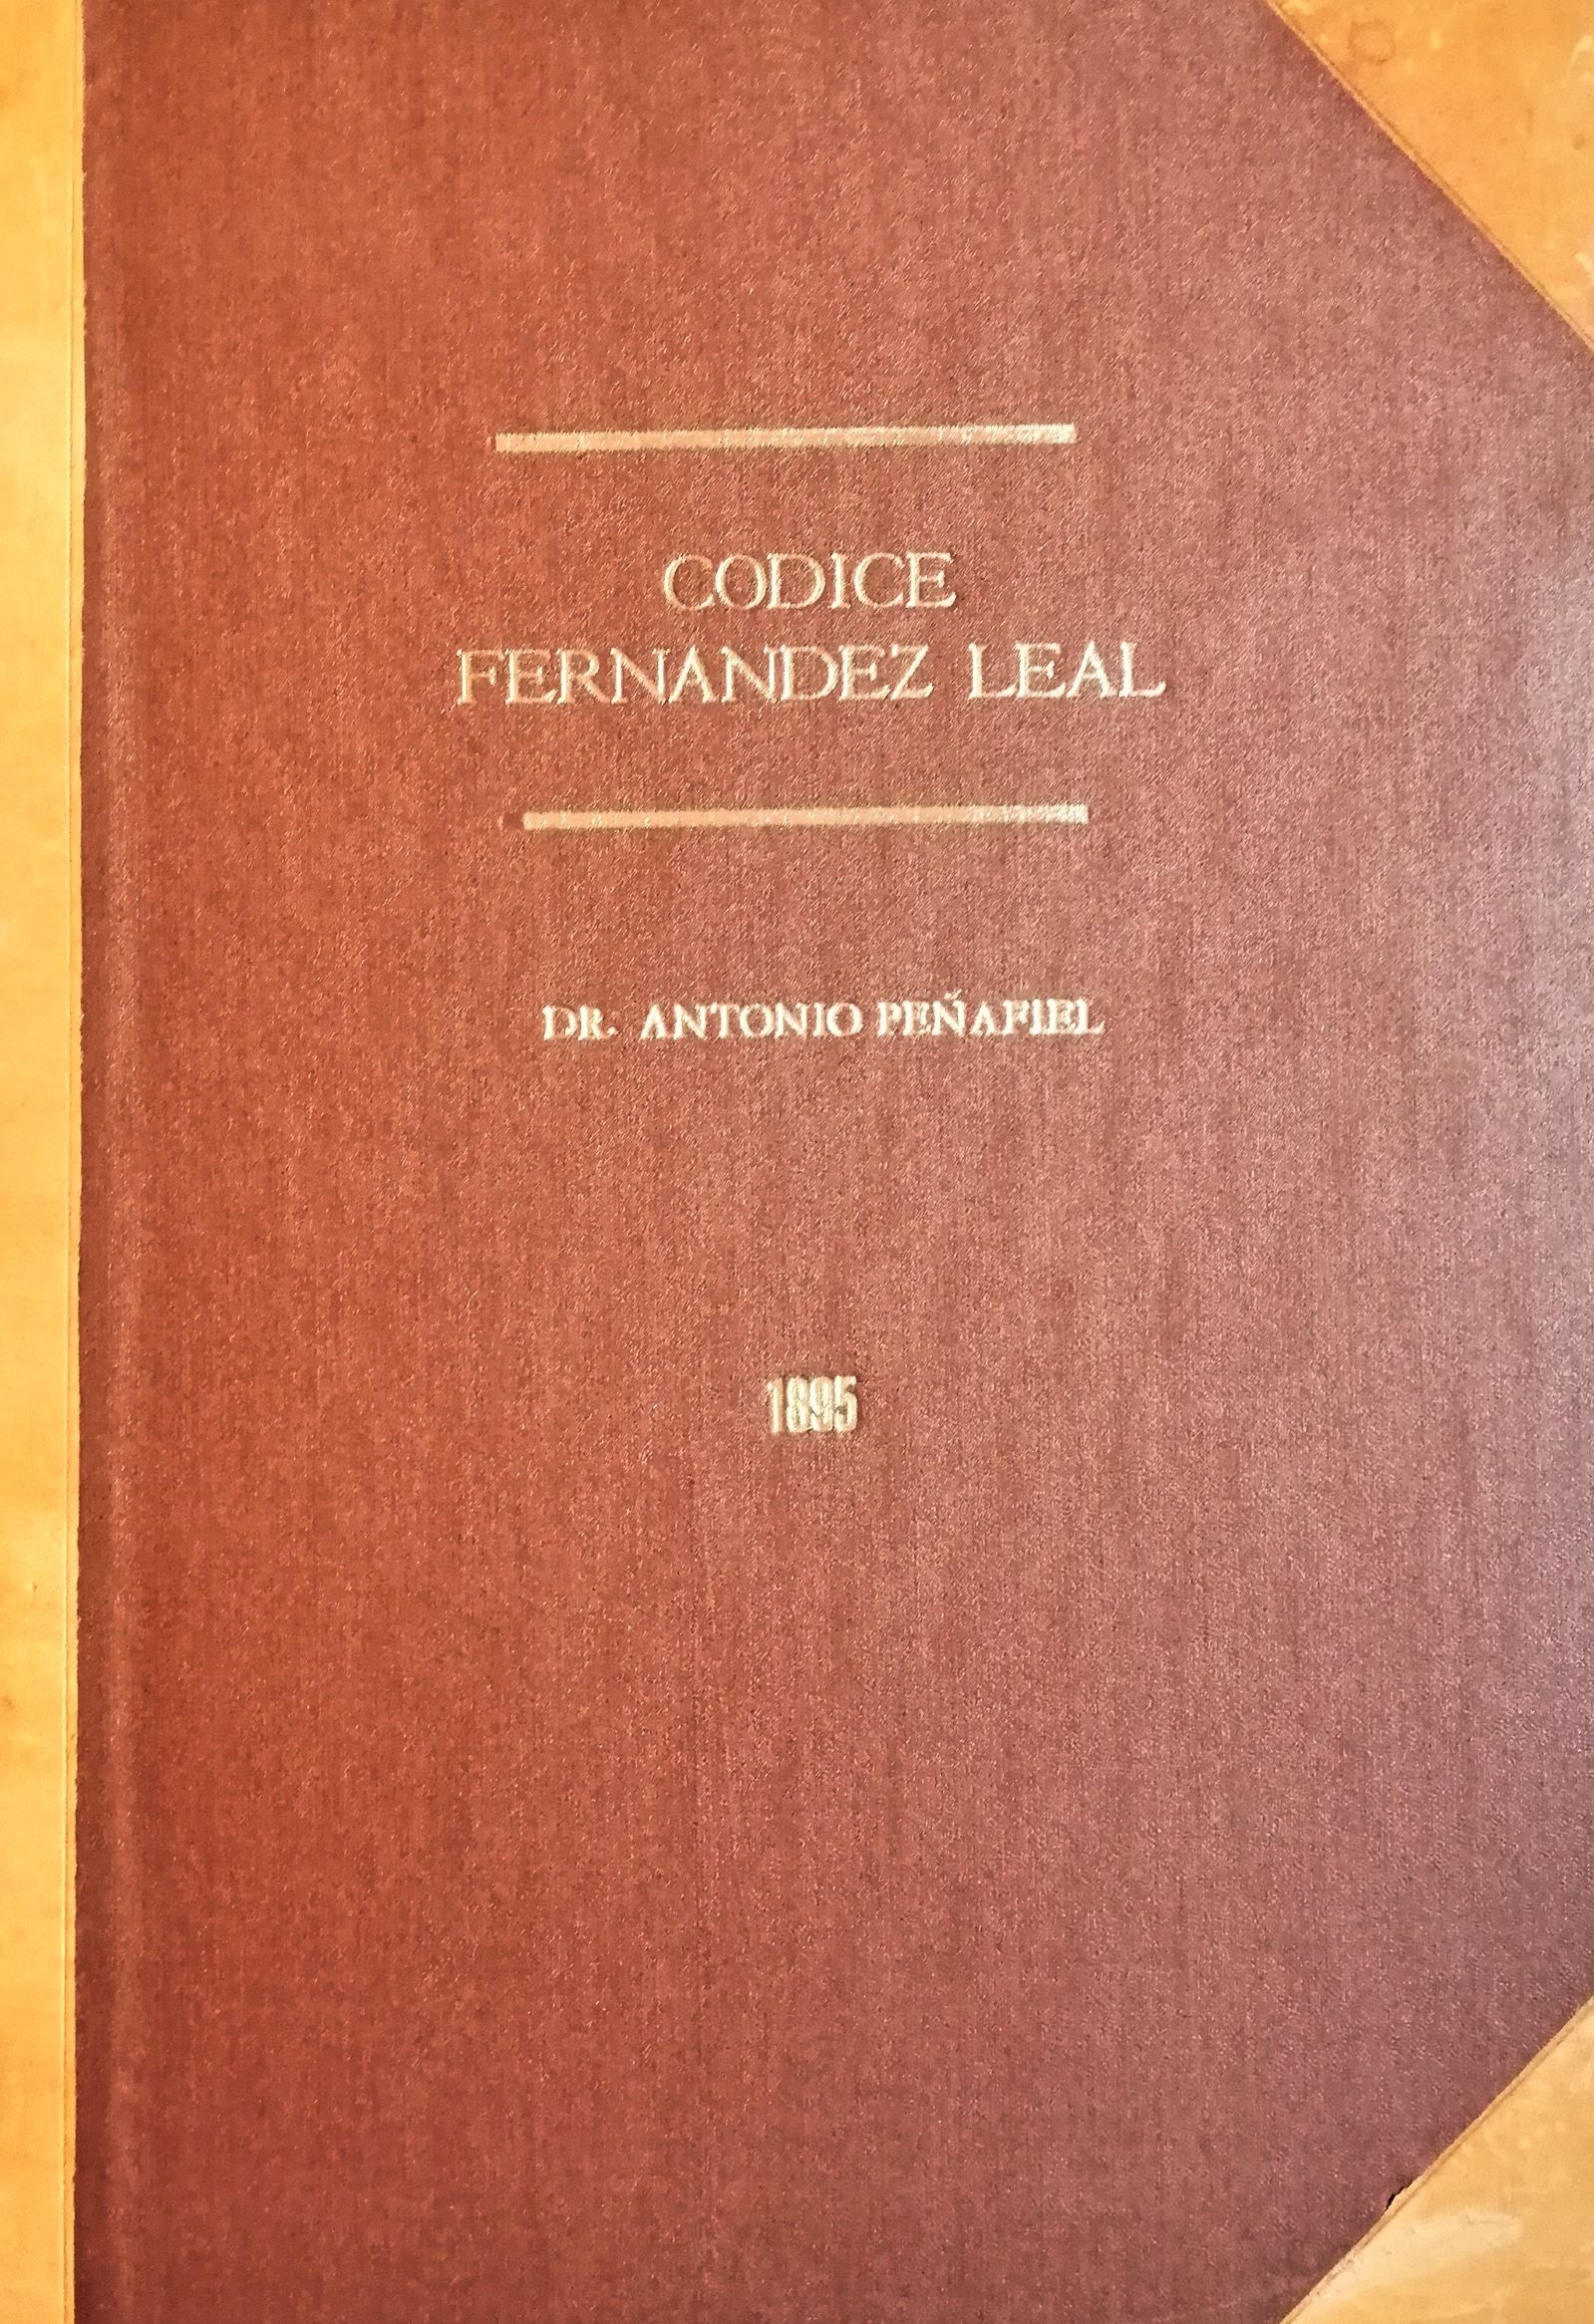 CODICE
FERNANDEZ LEAL
DR. ANTONIO PEÑAFIEL
1895